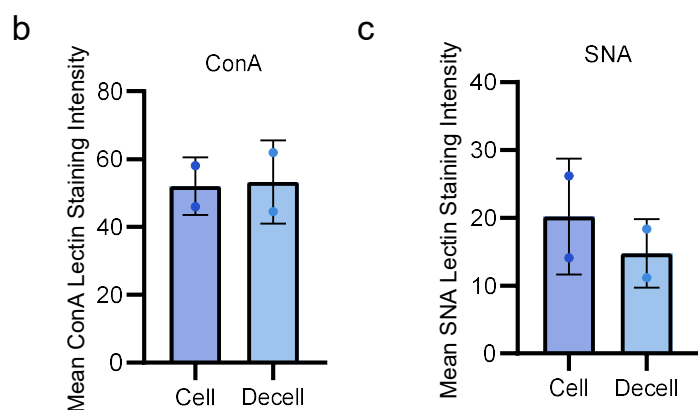 b
ConA
Mean ConA Lectin Staining Intensity
80
60
40
20
0
Cell
Decell
c
SNA
Mean SNA Lectin Staining Intensity
40
30
20
10
0
Cell
Decell